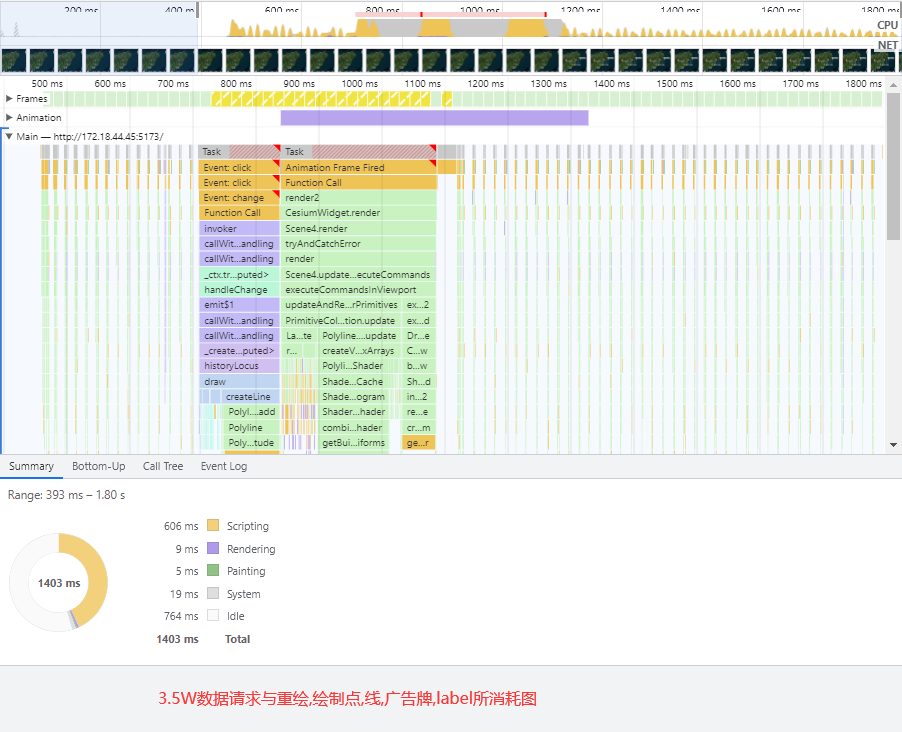 200 ms 400 m 600 ms 800 ms 1000 ms 1200 ms 1400 ms 1600 ms 1800 ms
CPU
NET
500 ms 600 ms 700 ms 800 ms 900 ms 1000 ms 1100 ms 1200 ms 1300 ms 1400 ms 1500 ms 1600 ms 1700 ms 1800 ms
Frames
Animation
Main — http://172.18.44.45:5173/
Task Task
Event: click Animation Frame Fired
Event: click Function Call
Event: change render2
Function Call CesiumWidget.render
invoker Scene4.render
callWit...andling tryAndCatchError
callWit...andling render
_ctx.tr...puted> Scene4.update...ecuteCommands
handleChange executeCommandsInViewport
emit$1 updateAndRe...rPrimitives ex...2
callWit...andling PrimitiveCol...tion.update ex...d
callWit...andling La...te Polyline....update Dr...e
_create...puted> r... createV...xArrays C...w
historyLocus Polyli...Shader b...w
draw Shade...Cache Sh...d
createLine Shade...ogram in...2
Polyl....add Shader...hader re...e
Polyline combi...hader cr...m
Poly...tude getBui...iforms ge...r
Summary Bottom-Up Call Tree Event Log
Range: 393 ms – 1.80 s
606 ms Scripting
9 ms Rendering
5 ms Painting
19 ms System
764 ms Idle
1403 ms Total
1403 ms
3.5W数据请求与重绘,绘制点,线,广告牌,label所消耗图